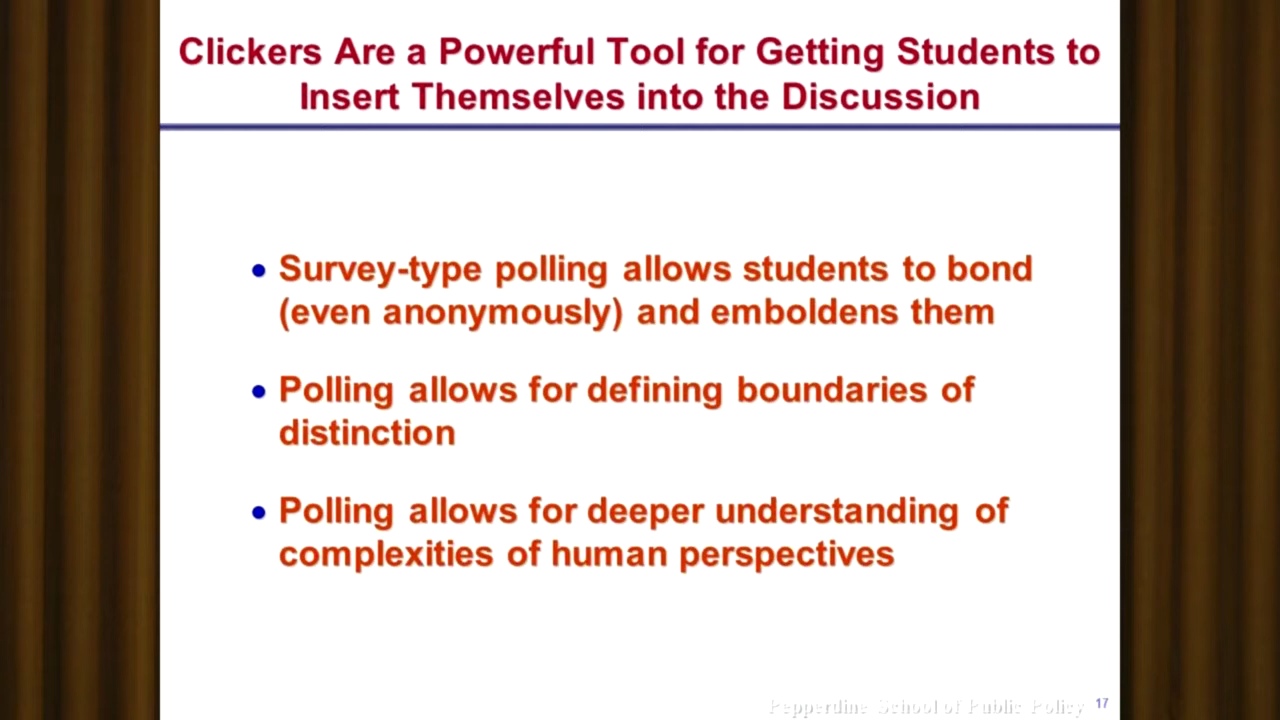 Clickers Are a Powerful Tool for Getting Students to
Insert Themselves into the Discussion
• Survey-type polling allows students to bond
(even anonymously) and emboldens them
• Polling allows for defining boundaries of
distinction
• Polling allows for deeper understanding of
complexities of human perspectives
Pepperdine School of Public Policy 17